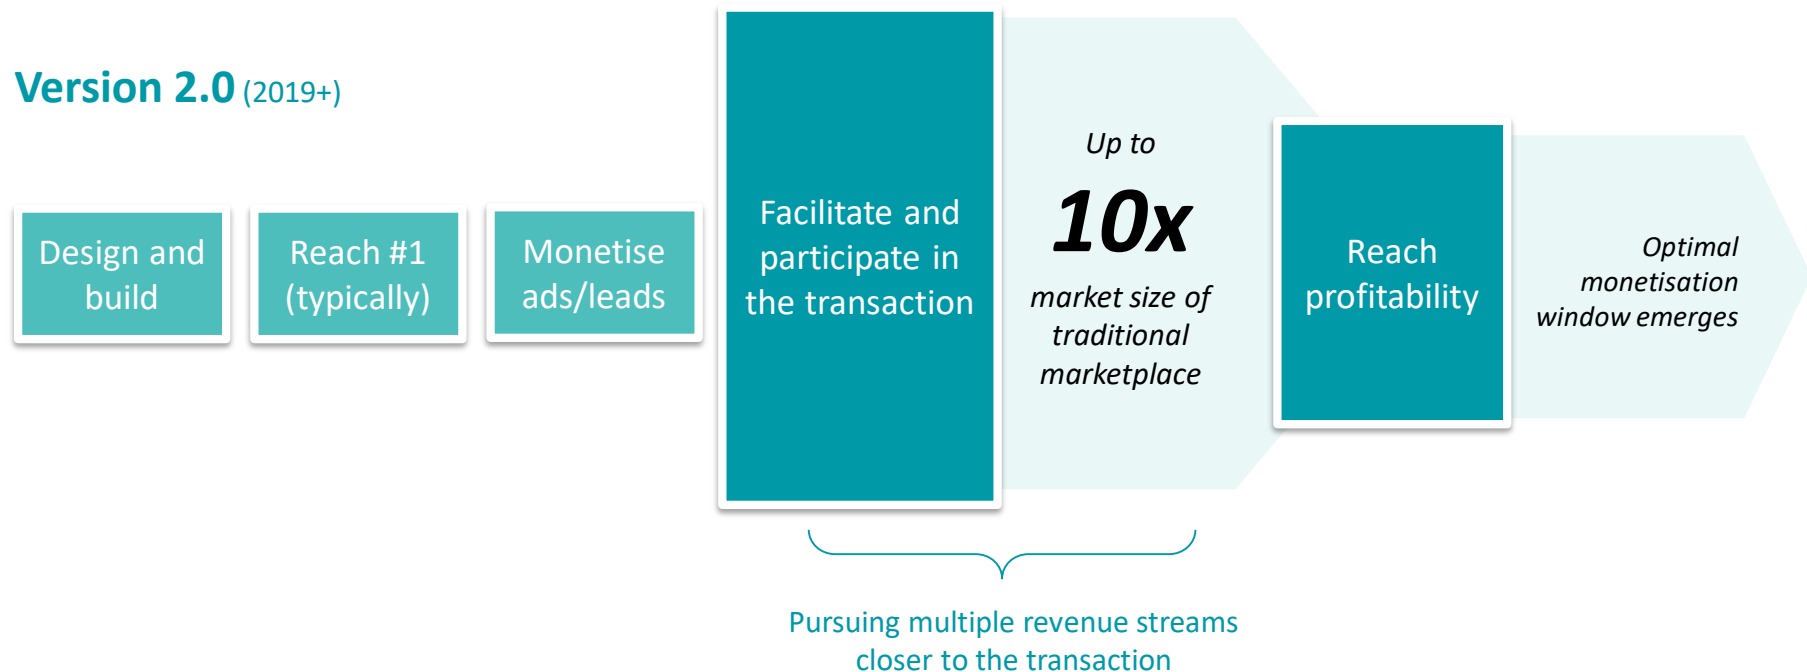 Version 2.0 (2019+)
Design and
build
Reach #1
(typically)
Monetise
ads/leads
Facilitate and
participate in
the transaction
Up to
10x
market size of
traditional
marketplace
Reach
profitability
Optimal
monetisation
window emerges
Pursuing multiple revenue streams
closer to the transaction